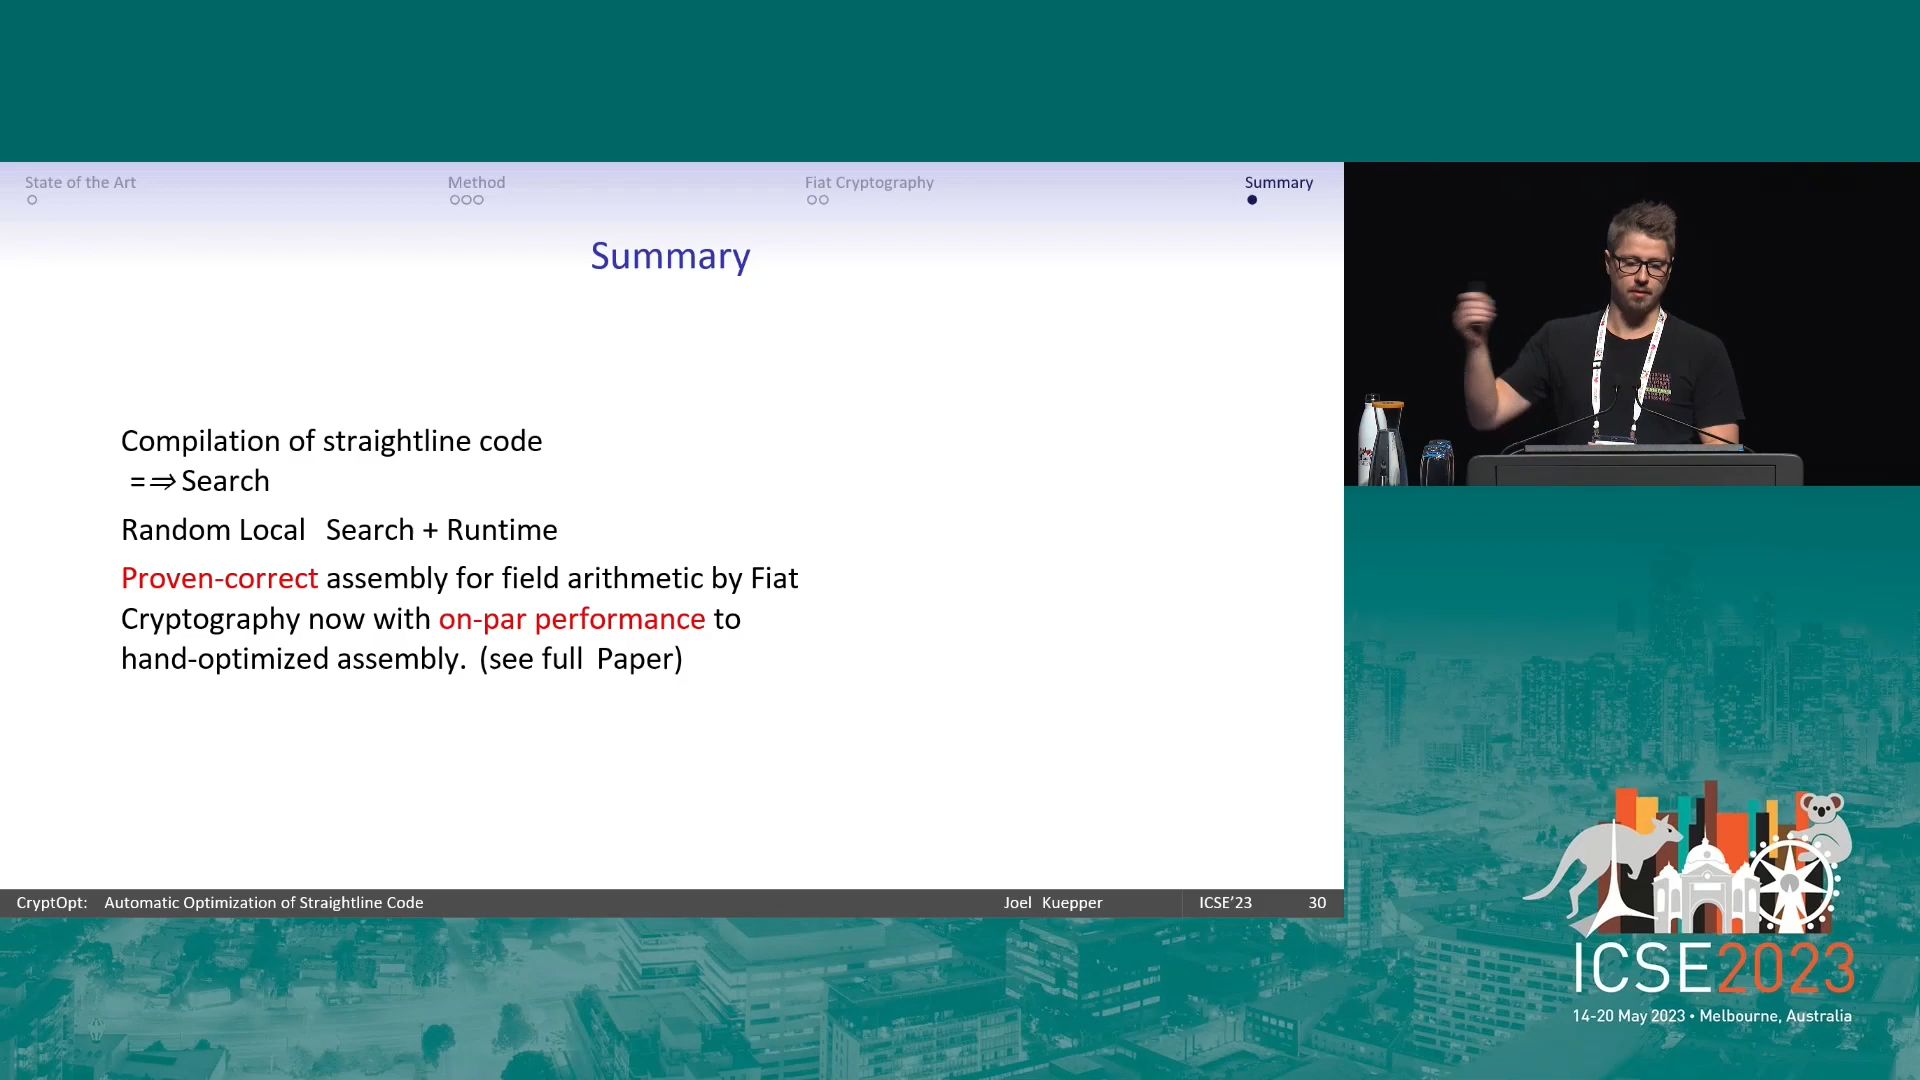 State of the Art
Method
Fiat Cryptography
Summary
Summary
Compilation of straightline code
=⇒ Search
Random Local Search + Runtime
Proven-correct assembly for field arithmetic by Fiat
Cryptography now with on-par performance to
hand-optimized assembly. (see full Paper)
CryptOpt: Automatic Optimization of Straightline Code
Joel Kuepper
ICSE’23
30
ICSE2023
14-20 May 2023 • Melbourne, Australia